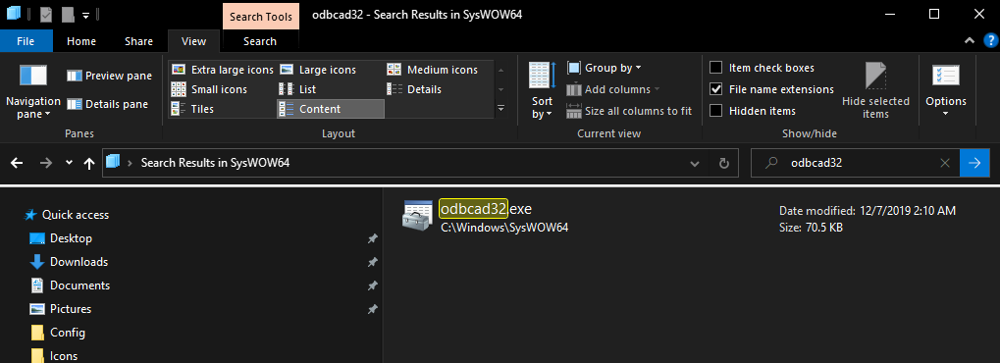 odbcad32 - Search Results in SysWOW64
Search Tools
File
Home
Share
View
Search
Navigation
pane
Preview pane
Details pane
Panes
Extra large icons
Large icons
Medium icons
Small icons
List
Details
Tiles
Content
Layout
Sort
by
Group by
Add columns
Size all columns to fit
Current view
Item check boxes
File name extensions
Hidden items
Hide selected
items
Show/hide
Options
Search Results in SysWOW64
odbcad32
Quick access
Desktop
Downloads
Documents
Pictures
Config
Icons
odbcad32.exe
C:\Windows\SysWOW64
Date modified: 12/7/2019 2:10 AM
Size: 70.5 KB